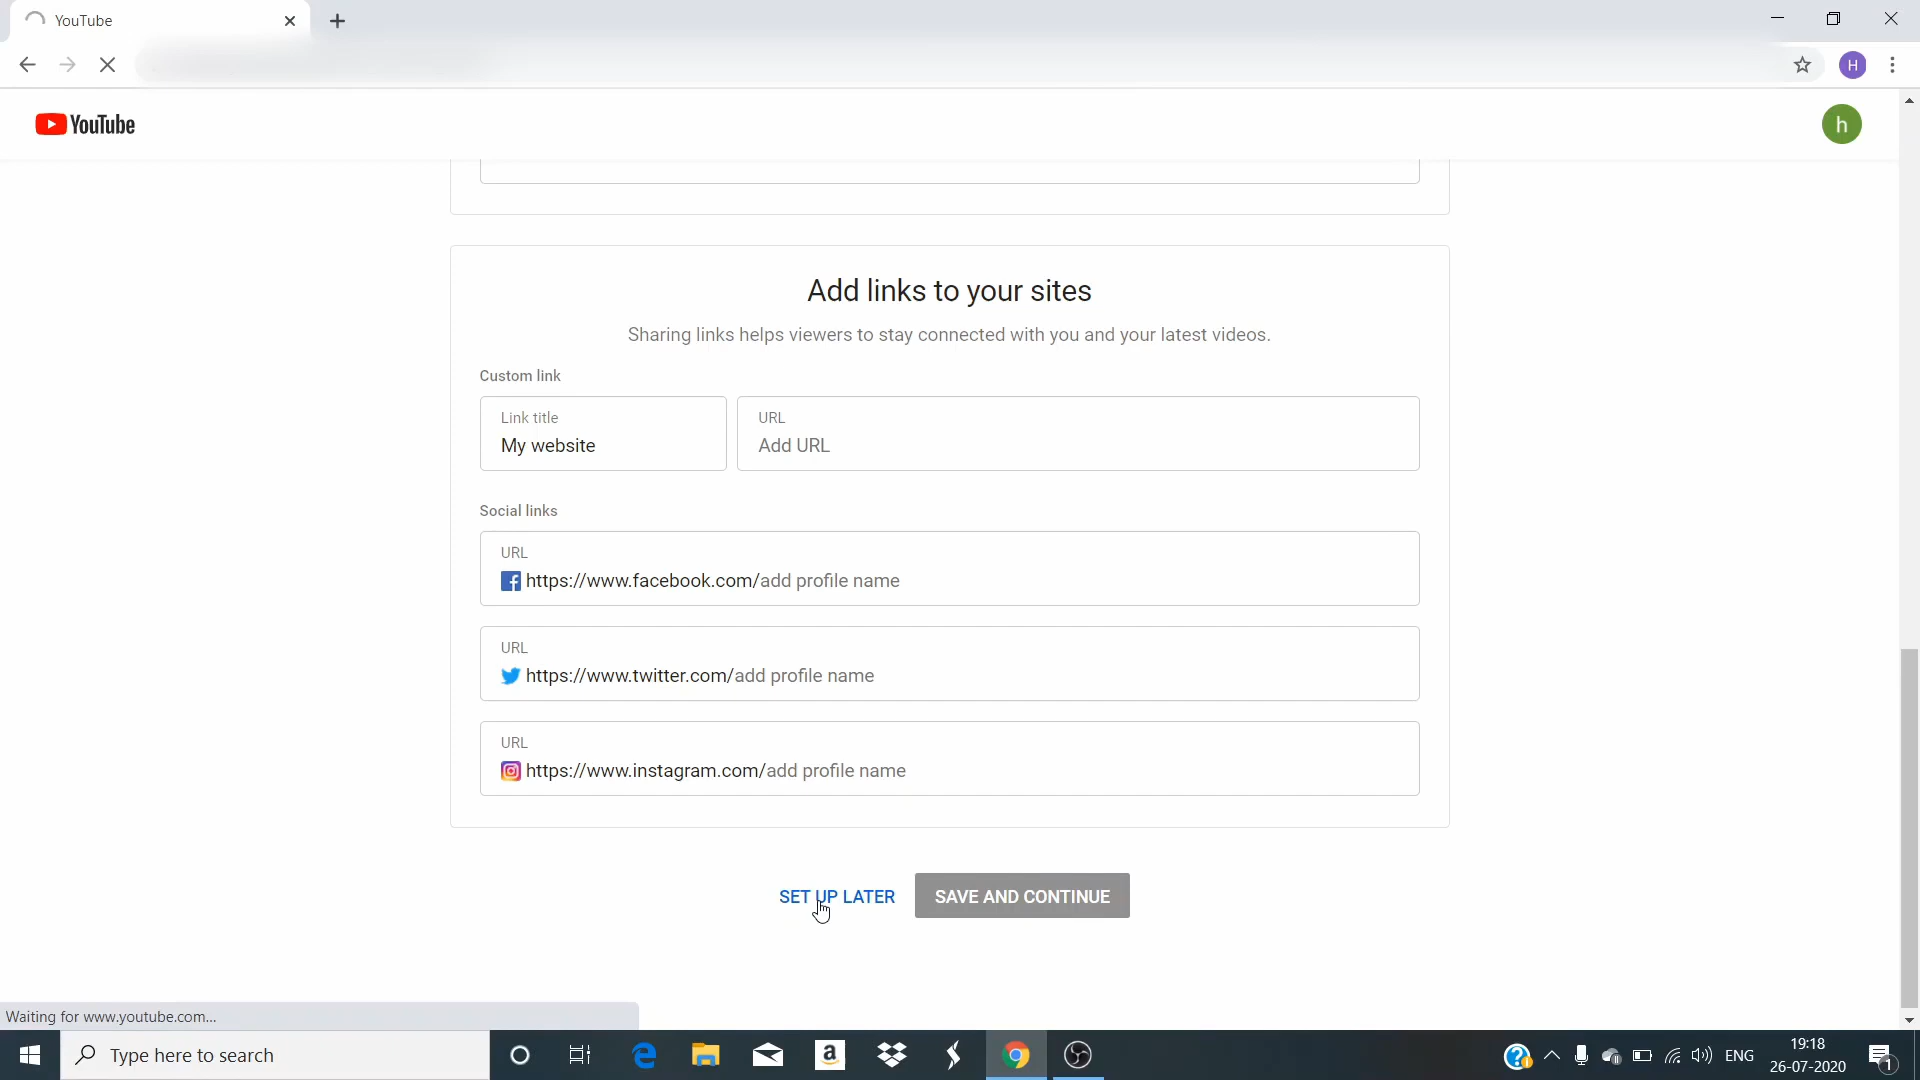 YouTube
H
YouTube
h
Add links to your sites
Sharing links helps viewers to stay connected with you and your latest videos.
Custom link
Link title
My website
URL
Add URL
Social links
URL
https://www.facebook.com/add profile name
URL
https://www.twitter.com/add profile name
URL
https://www.instagram.com/add profile name
SET UP LATER
SAVE AND CONTINUE
Waiting for www.youtube.com...
Type here to search
ENG
19:18
26-07-2020
1